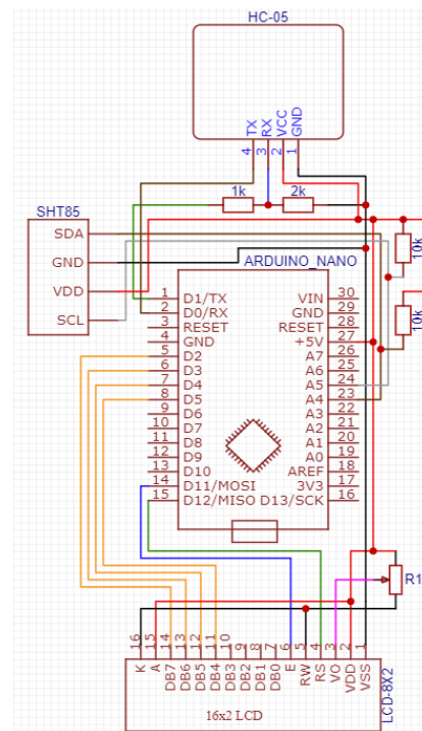 HC-05
TX
RX
VCC
GND
4
3
2
1
1k
2k
SHT85
SDA
GND
VDD
SCL
10k
10k
ARDUINO_NANO
1 D1/TX VIN 30
2 D0/RX GND 29
3 RESET RESET 28
4 GND +5V 27
5 D2 A7 26
6 D3 A6 25
7 D4 A5 24
8 D5 A4 23
9 D6 A3 22
10 D7 A2 21
11 D8 A1 20
12 D9 A0 19
13 D10 AREF 18
14 D11/MOSI 3V3 17
15 D12/MISO D13/SCK 16
R1
16 15 14 13 12 11 10 9 8 7 6 5 4 3 2 1
K A DB7 DB6 DB5 DB4 DB3 DB2 DB1 DB0 E RW RS VO VDD VSS
16x2 LCD
LCD-8X2